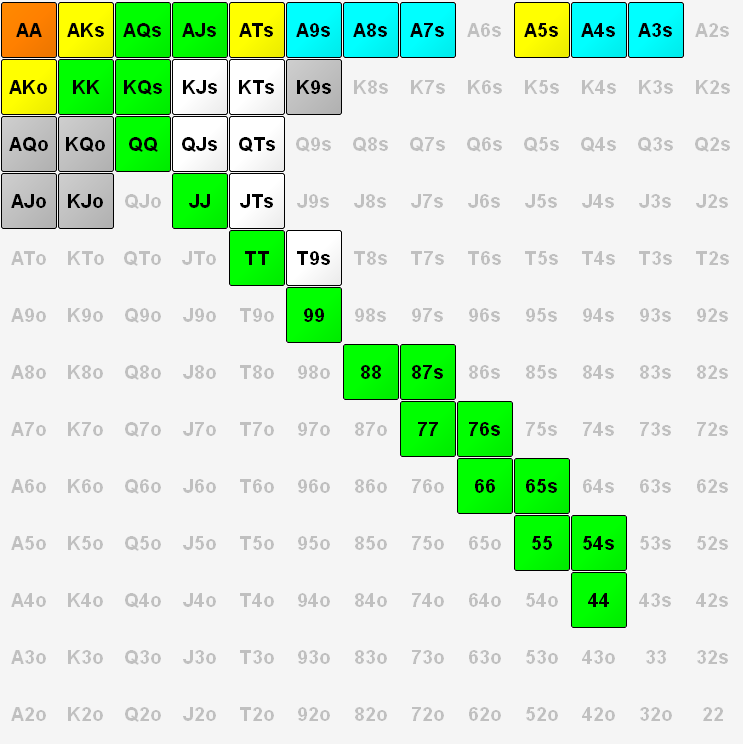 AA AKs AQs AJs ATs A9s A8s A7s A6s A5s A4s A3s A2s
AKo KK KQs KJs KTs K9s K8s K7s K6s K5s K4s K3s K2s
AQo KQo QQ QJs QTs Q9s Q8s Q7s Q6s Q5s Q4s Q3s Q2s
AJo KJo QJo JJ JTs J9s J8s J7s J6s J5s J4s J3s J2s
ATo KTo QTo JTo TT T9s T8s T7s T6s T5s T4s T3s T2s
A9o K9o Q9o J9o T9o 99 98s 97s 96s 95s 94s 93s 92s
A8o K8o Q8o J8o T8o 98o 88 87s 86s 85s 84s 83s 82s
A7o K7o Q7o J7o T7o 97o 87o 77 76s 75s 74s 73s 72s
A6o K6o Q6o J6o T6o 96o 86o 76o 66 65s 64s 63s 62s
A5o K5o Q5o J5o T5o 95o 85o 75o 65o 55 54s 53s 52s
A4o K4o Q4o J4o T4o 94o 84o 74o 64o 54o 44 43s 42s
A3o K3o Q3o J3o T3o 93o 83o 73o 63o 53o 43o 33 32s
A2o K2o Q2o J2o T2o 92o 82o 72o 62o 52o 42o 32o 22